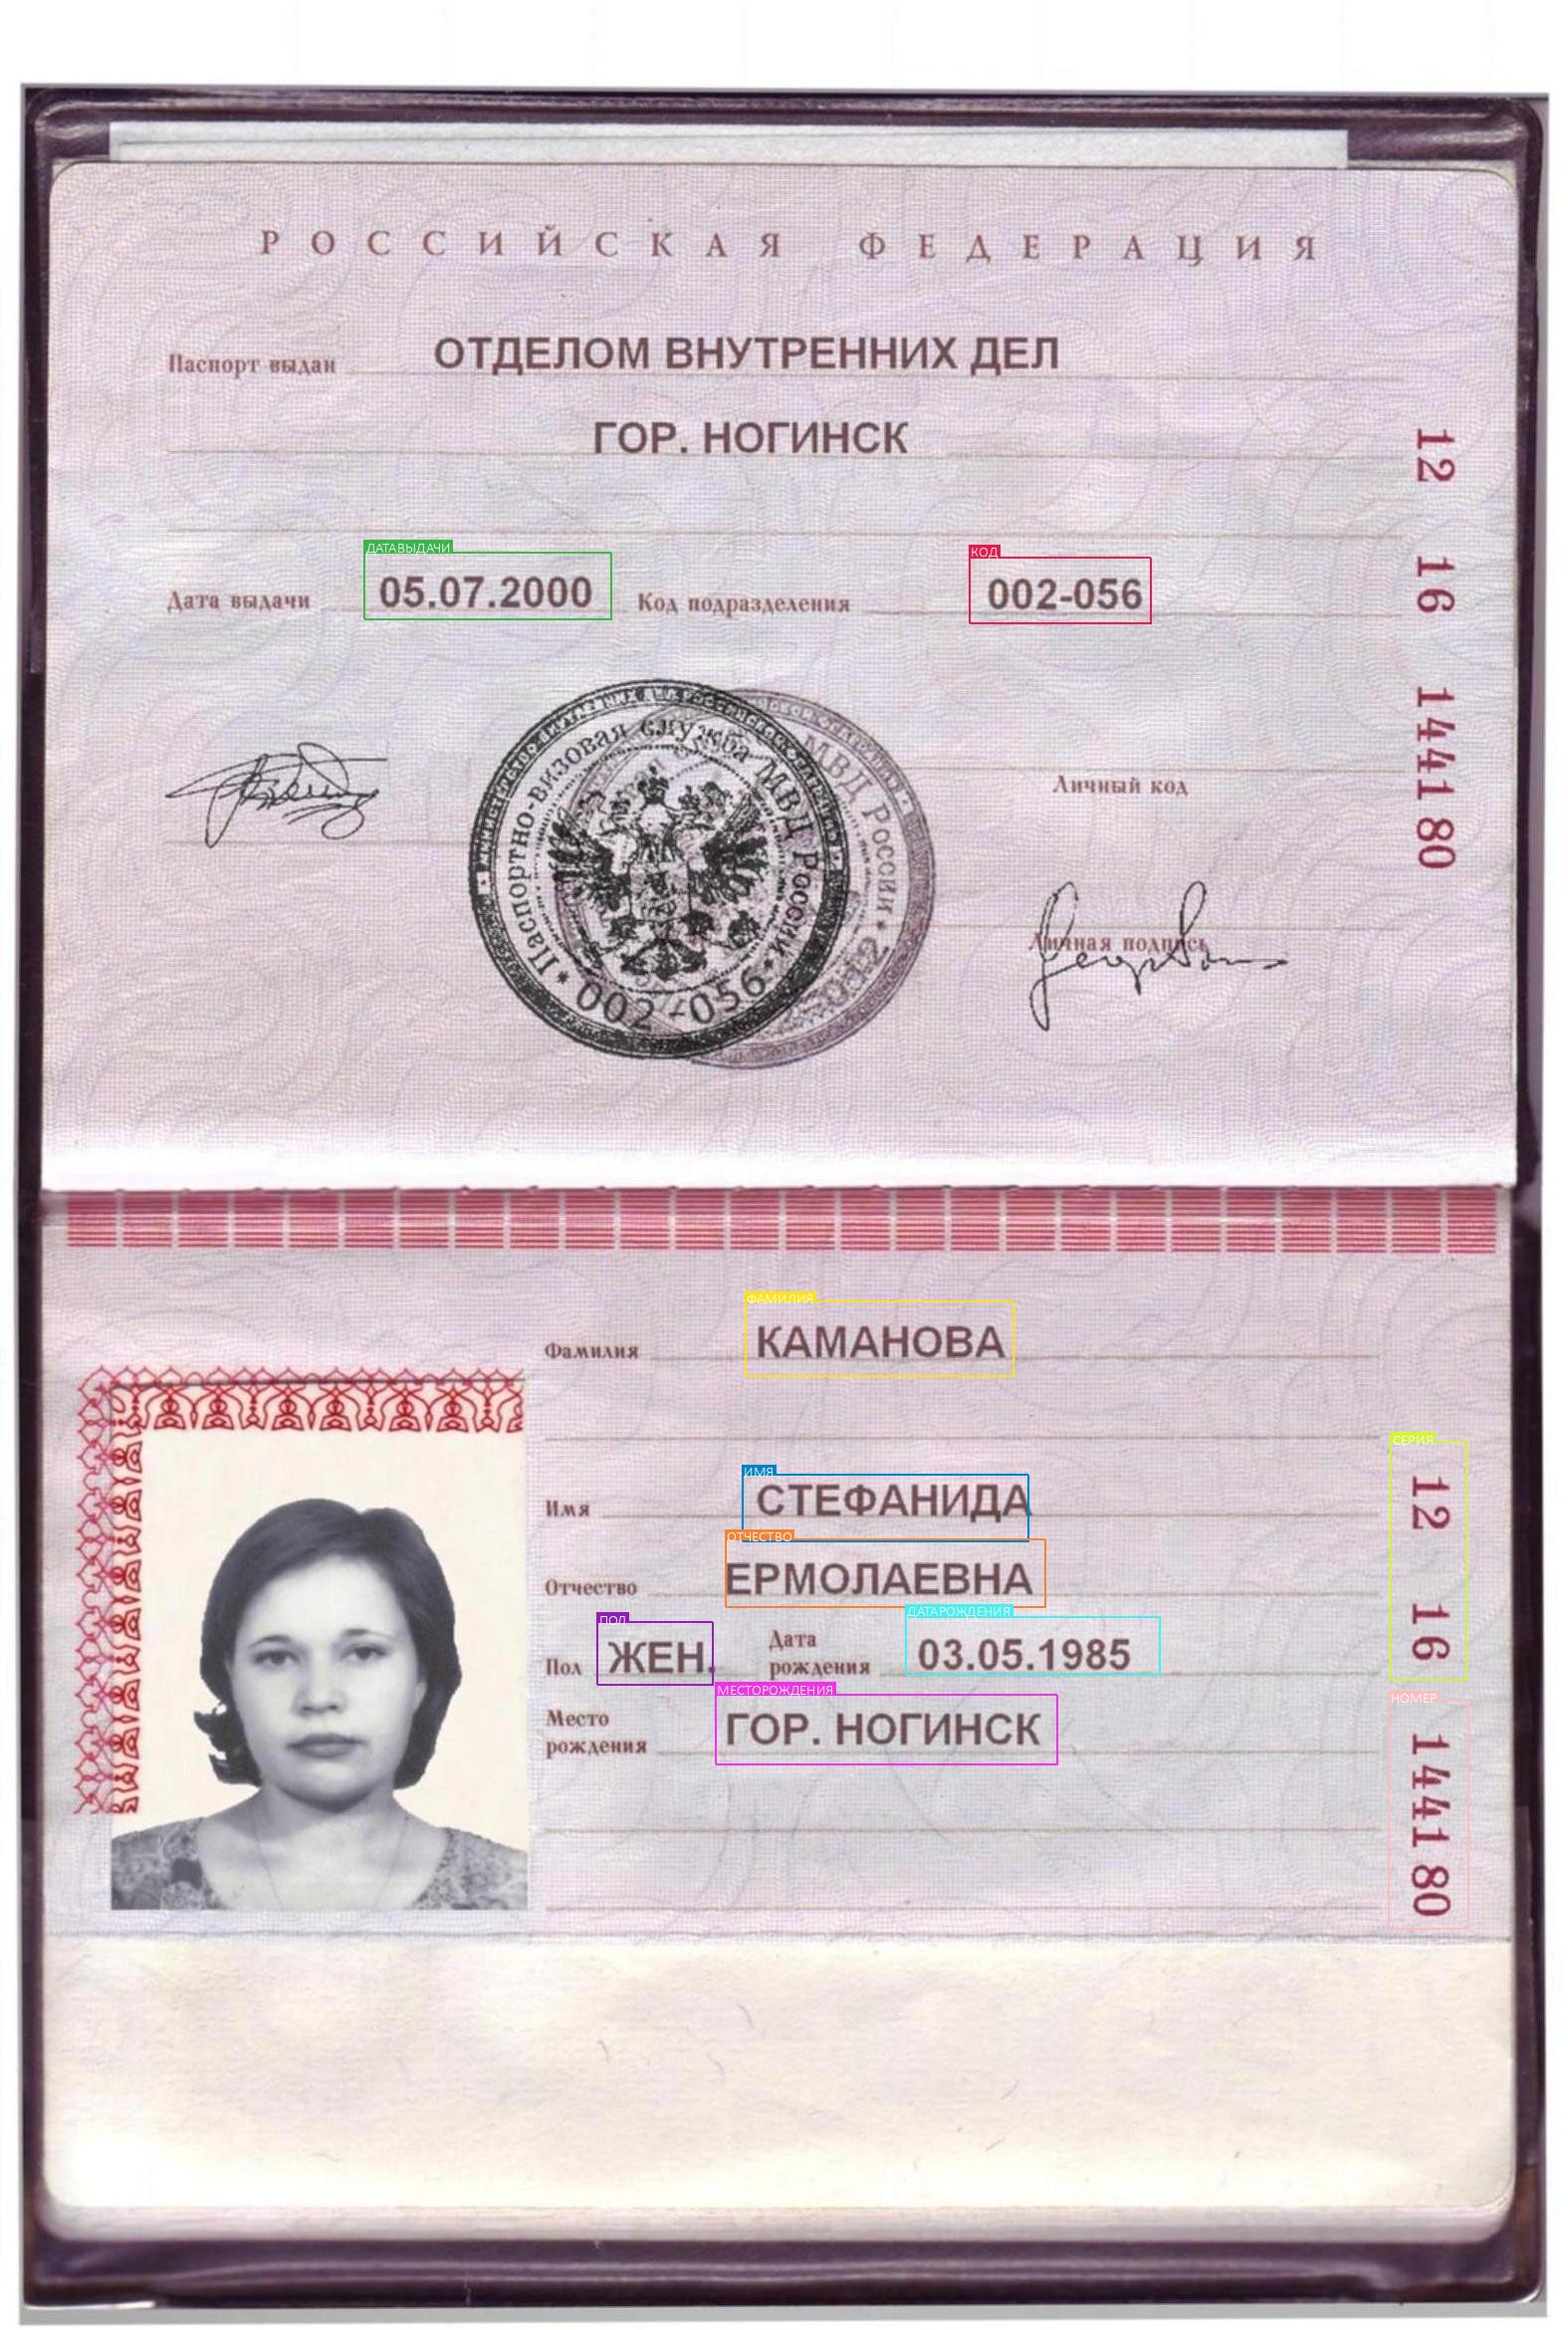 РОССИЙСКАЯ ФЕДЕРАЦИЯ
Паспорт выдан ОТДЕЛОМ ВНУТРЕННИХ ДЕЛ
ГОР. НОГИНСК
ДАТАВЫДАЧИ
КОД
Дата выдачи 05.07.2000 Код подразделения 002-056
12 16 144180
Паспортно-визовая служба МВД России
002-056
МВД России
Личный код
Личная подпись
ФАМИЛИЯ
Фамилия КАМАНОВА
ИМЯ
Имя СТЕФАНИДА
ОТЧЕСТВО
Отчество ЕРМОЛАЕВНА
ПОЛ
ДАТАРОЖДЕНИЯ
Пол ЖЕН. Дата рождения 03.05.1985
МЕСТОРОЖДЕНИЯ
Место рождения ГОР. НОГИНСК
СЕРИЯ
12 16
НОМЕР
144180